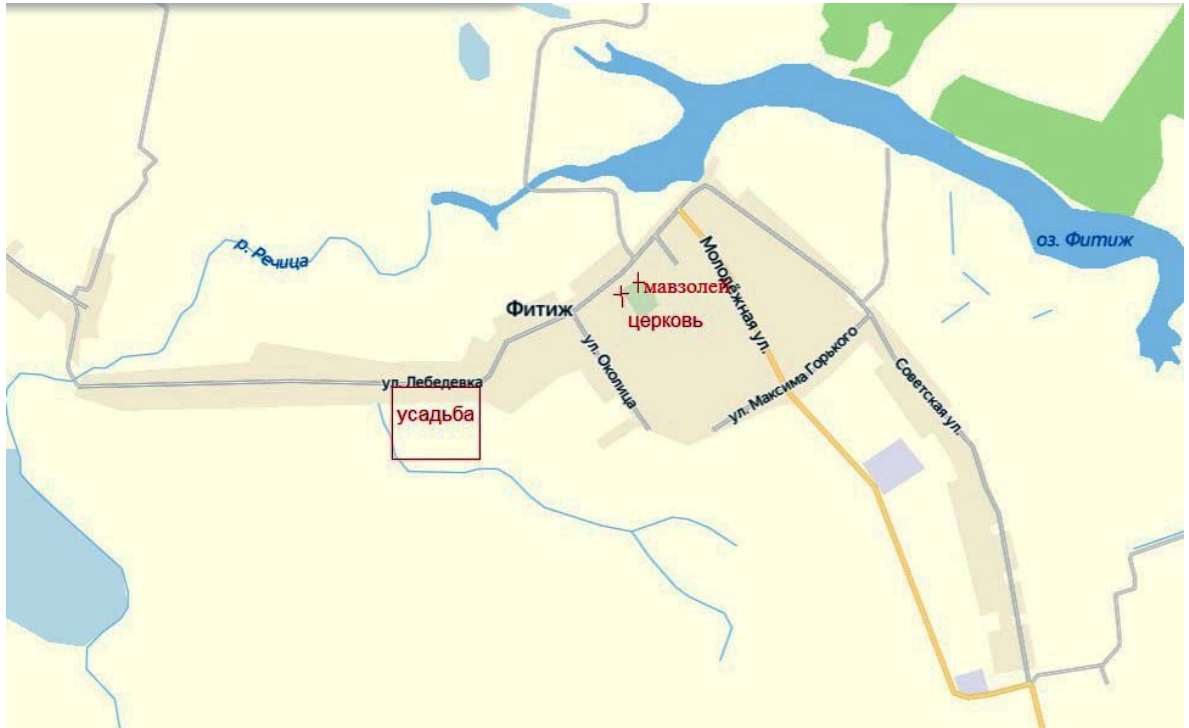 р. Речица
оз. Фитиж
Молодёжная ул.
мавзолей
Фитиж
церковь
ул. Околица
ул. Максима Горького
Советская ул.
ул. Лебедевка
усадьба